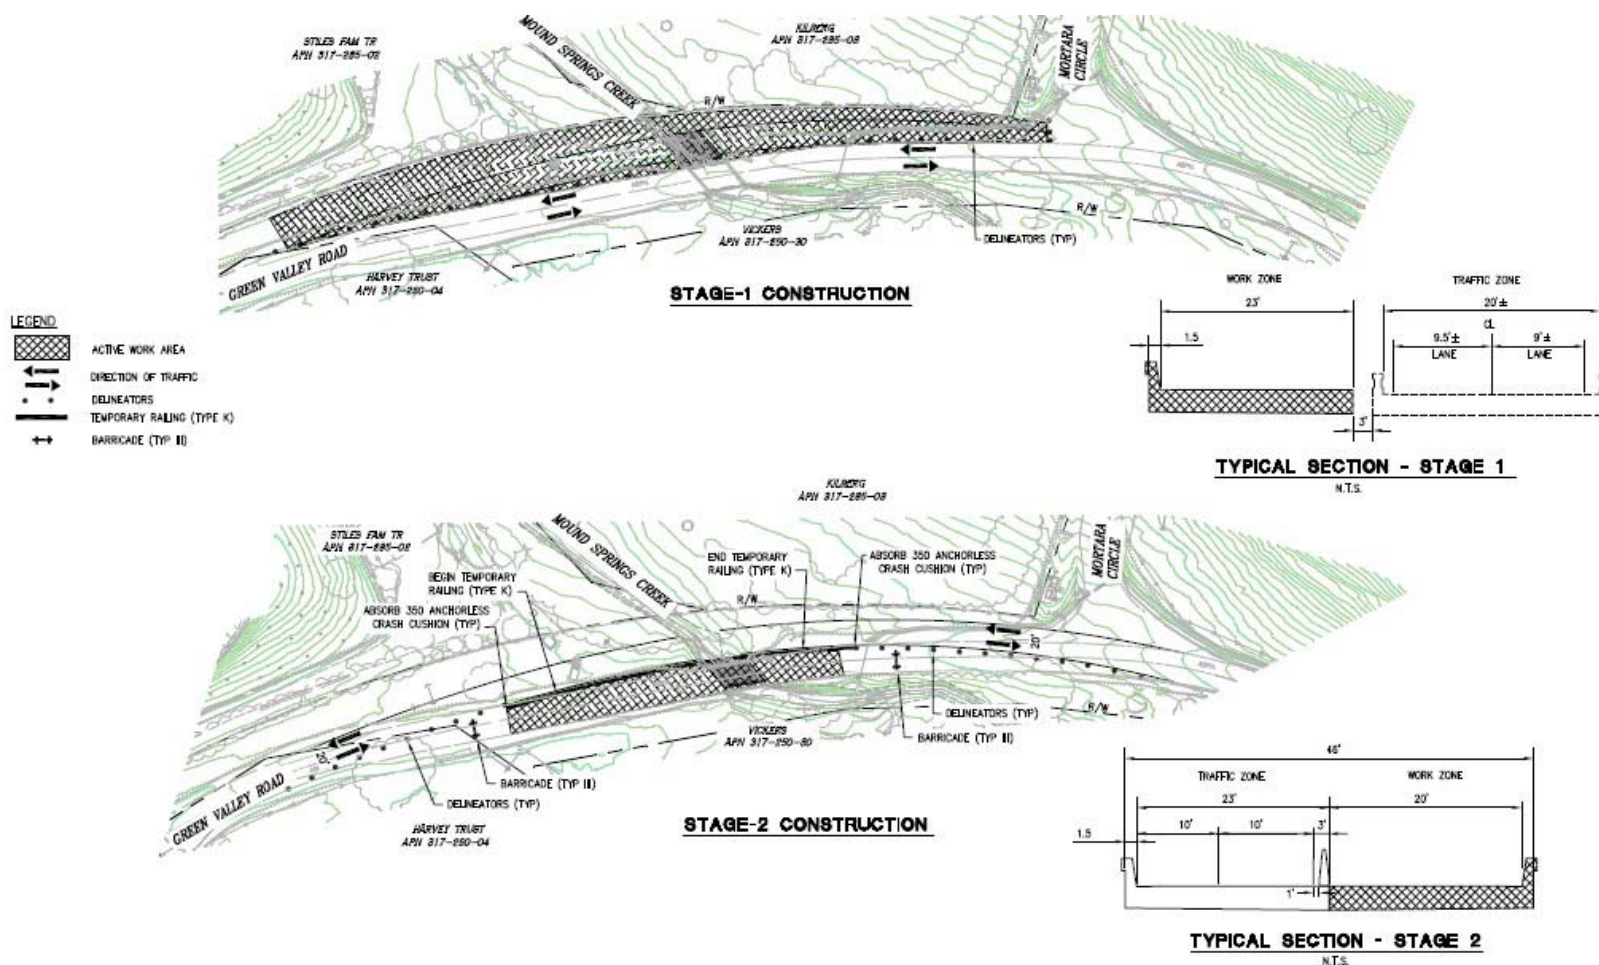 STILES FAM TR
APN 317-295-02
MOUND SPRINGS CREEK
KILBERG
APN 317-295-03
MORTARA
CIRCLE
R/W
R/W
GREEN VALLEY ROAD
HARVEY TRUST
APN 317-250-04
VICKERS
APN 317-250-30
DELINEATORS (TYP)
STAGE-1 CONSTRUCTION
WORK ZONE
TRAFFIC ZONE
23'
20'±
CL
1.5
9.5'±
LANE
9'±
LANE
3'
TYPICAL SECTION - STAGE 1
N.T.S.
LEGEND
ACTIVE WORK AREA
DIRECTION OF TRAFFIC
DELINEATORS
TEMPORARY RAILING (TYPE K)
BARRICADE (TYP III)
KILBERG
APN 317-295-03
STILES FAM TR
APN 317-295-02
MOUND SPRINGS CREEK
BEGIN TEMPORARY
RAILING (TYPE K)
ABSORB 350 ANCHORLESS
CRASH CUSHION (TYP)
END TEMPORARY
RAILING (TYPE K)
ABSORB 350 ANCHORLESS
CRASH CUSHION (TYP)
MORTARA
CIRCLE
R/W
20'
R/W
DELINEATORS (TYP)
BARRICADE (TYP III)
VICKERS
APN 317-250-30
20'
GREEN VALLEY ROAD
BARRICADE (TYP III)
DELINEATORS (TYP)
HARVEY TRUST
APN 317-250-04
STAGE-2 CONSTRUCTION
46'
TRAFFIC ZONE
WORK ZONE
23'
20'
1.5
10'
10'
3'
1'
TYPICAL SECTION - STAGE 2
N.T.S.